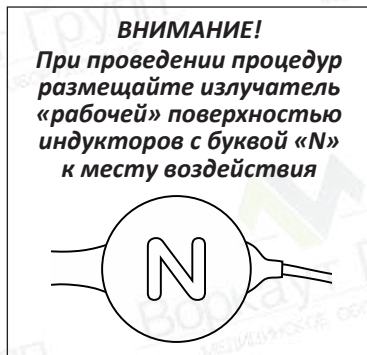 ВНИМАНИЕ!
При проведении процедур
размещайте излучатель
«рабочей» поверхностью
индукторов с буквой «N»
к месту воздействия
N